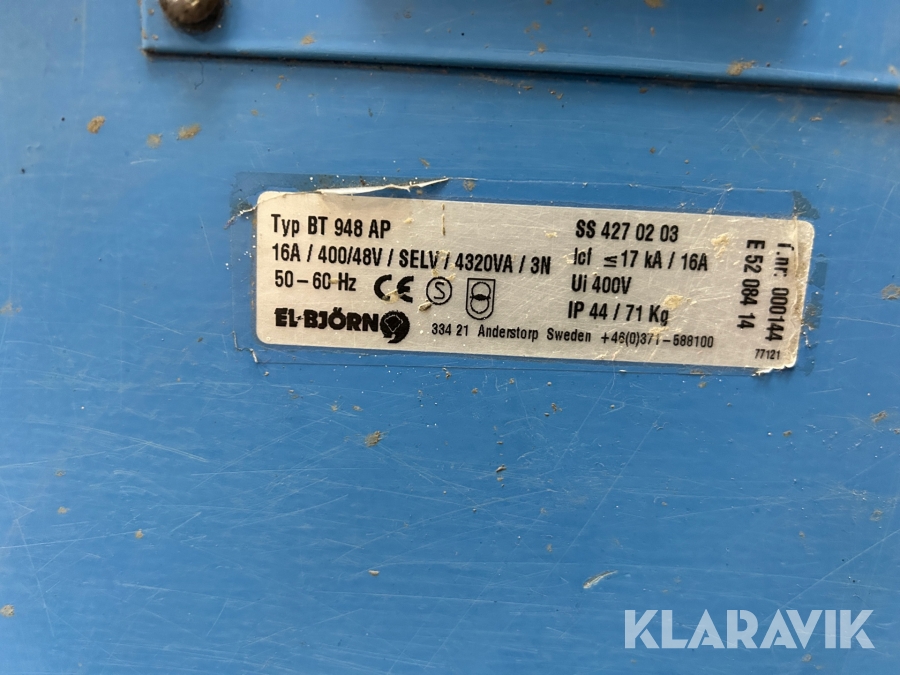 Typ BT 948 AP
16A / 400/48V / SELV / 4320VA / 3N
50–60 Hz CE S
EL-BJÖRN
SS 427 02 03
Icf ≤ 17 kA / 16A
Ui 400V
IP 44 / 71 Kg
334 21 Anderstorp Sweden +46(0)371-588100
T.nr. 000144
E 52 084 14
77121
KLARAVIK